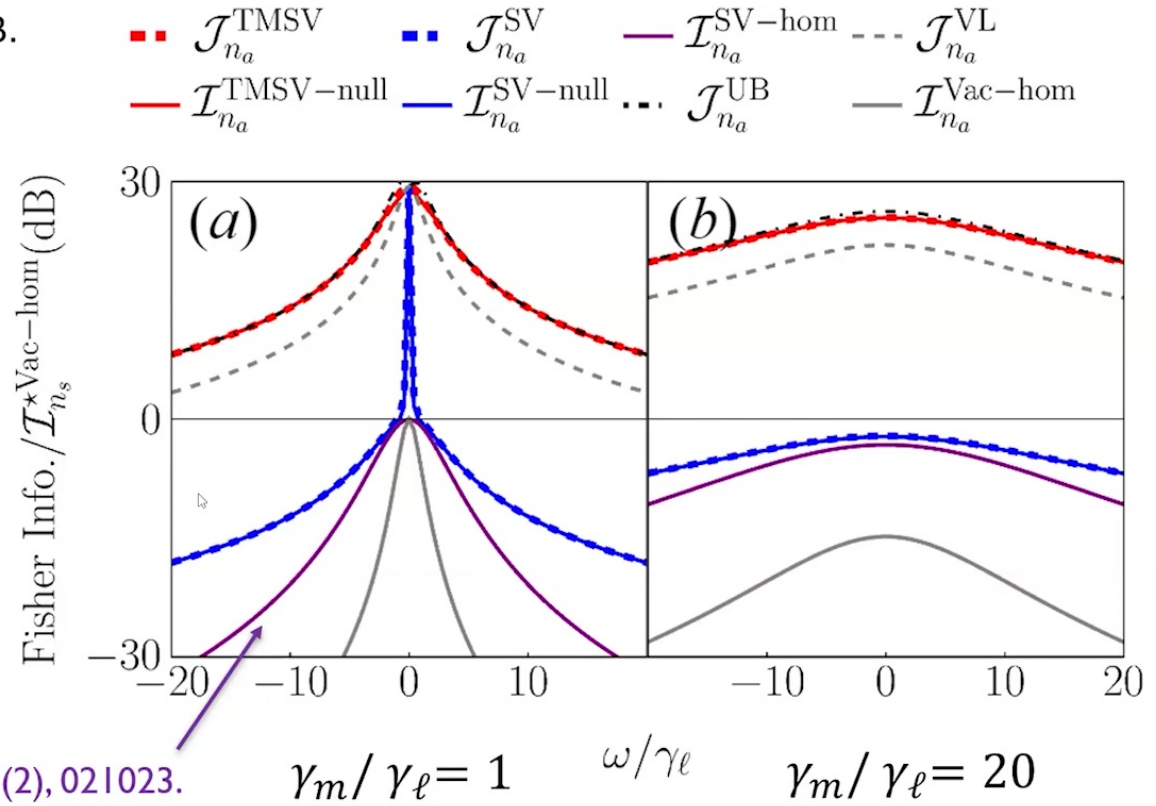 3.
𝒥_{n_a}^{TMSV} 𝒥_{n_a}^{SV} ℐ_{n_a}^{SV−hom} 𝒥_{n_a}^{VL}
ℐ_{n_a}^{TMSV−null} ℐ_{n_a}^{SV−null} 𝒥_{n_a}^{UB} ℐ_{n_a}^{Vac−hom}
Fisher Info./ℐ_{n_s}^{⋆Vac−hom}(dB)
30
0
−30
(a) (b)
−20 −10 0 10 −10 0 10 20
ω/γ_ℓ
(2), 021023.
γ_m/ γ_ℓ= 1 γ_m/ γ_ℓ= 20